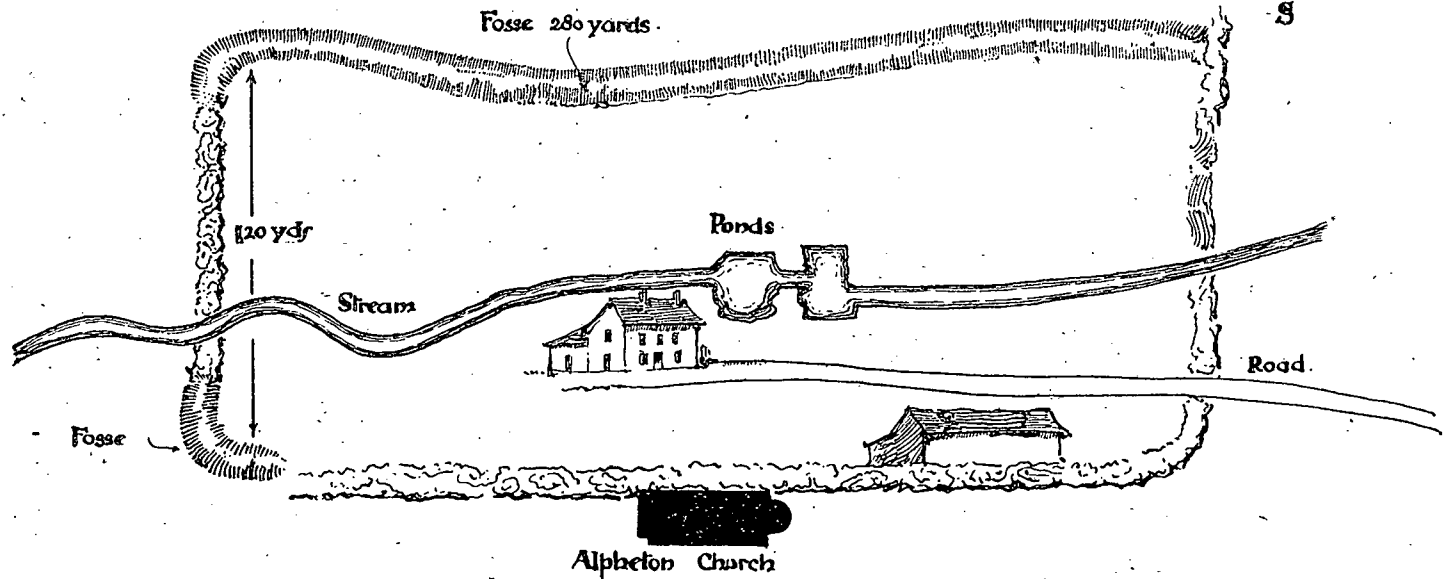 Fosse 280 yards.
S
120 yds
Ponds
Stream
Road.
Fosse
Alpheton Church